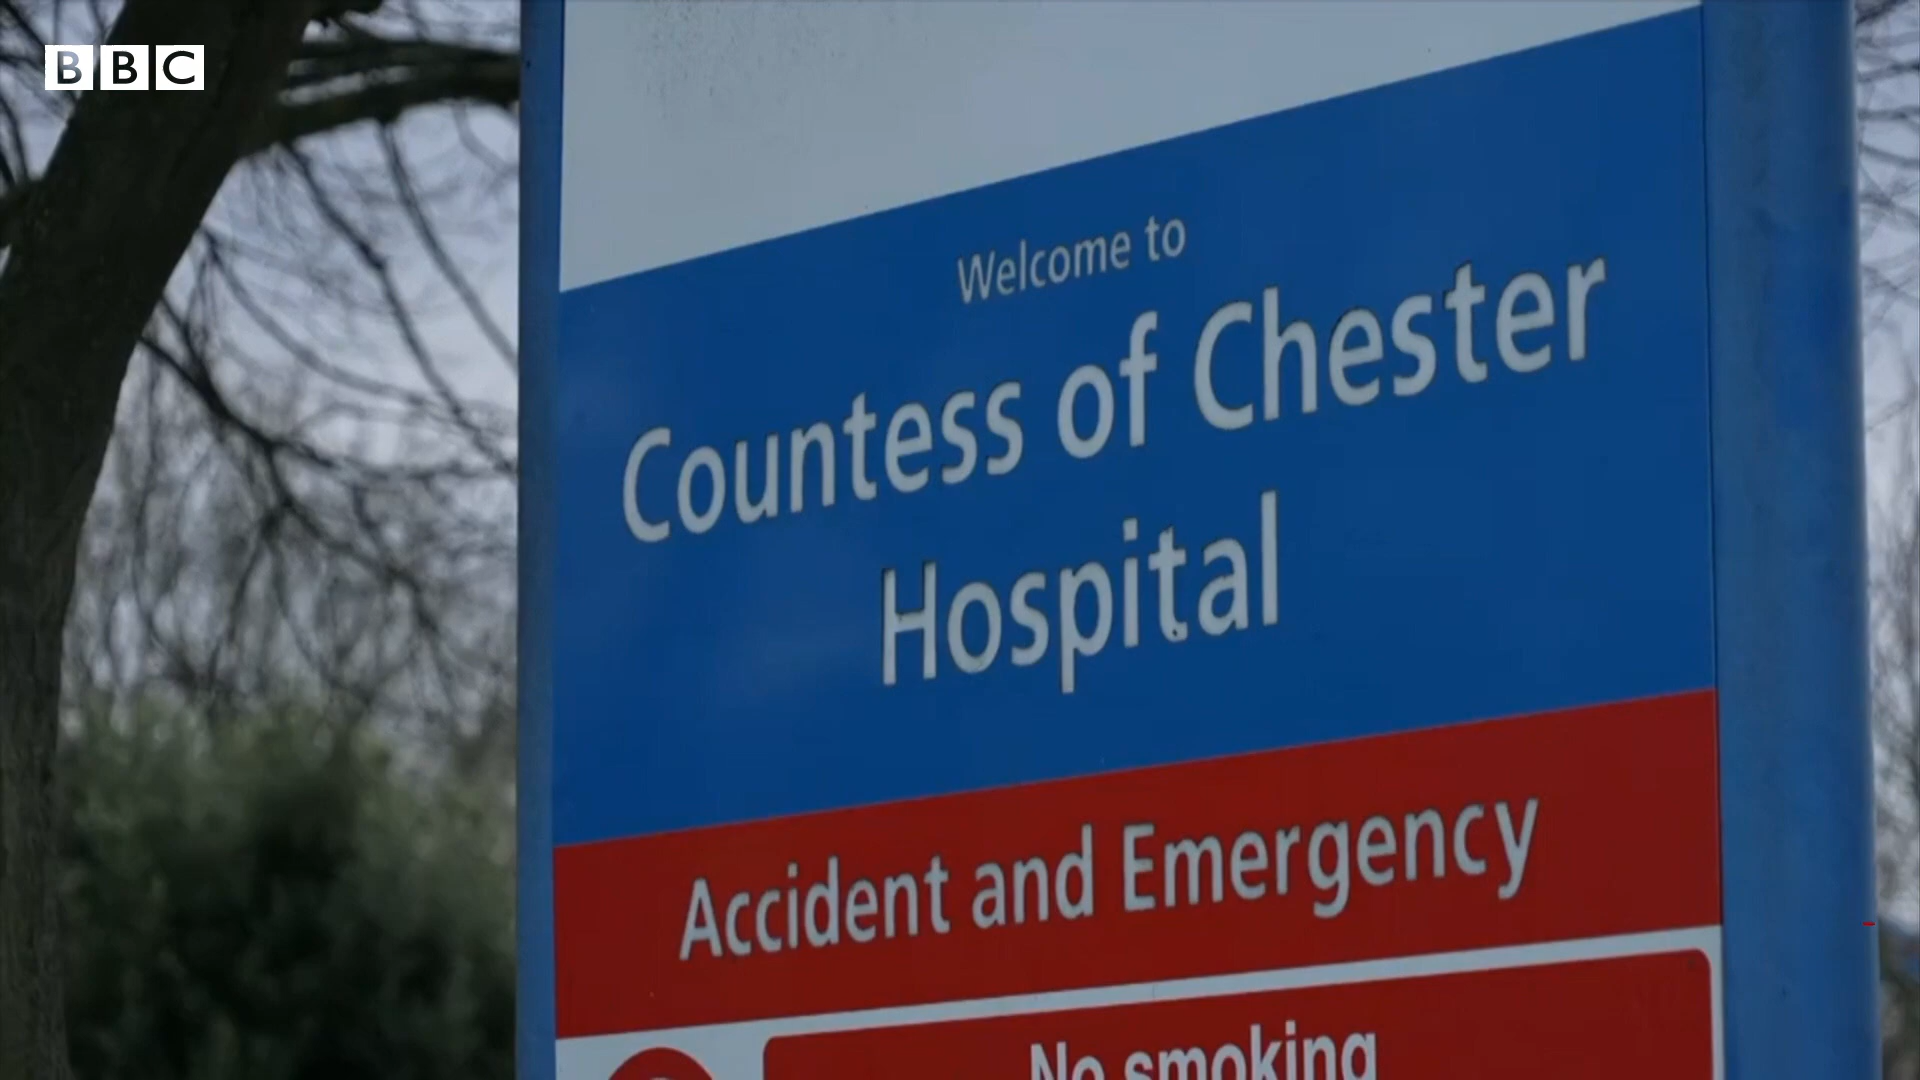 BBC
Welcome to
Countess of Chester
Hospital
Accident and Emergency
No smoking